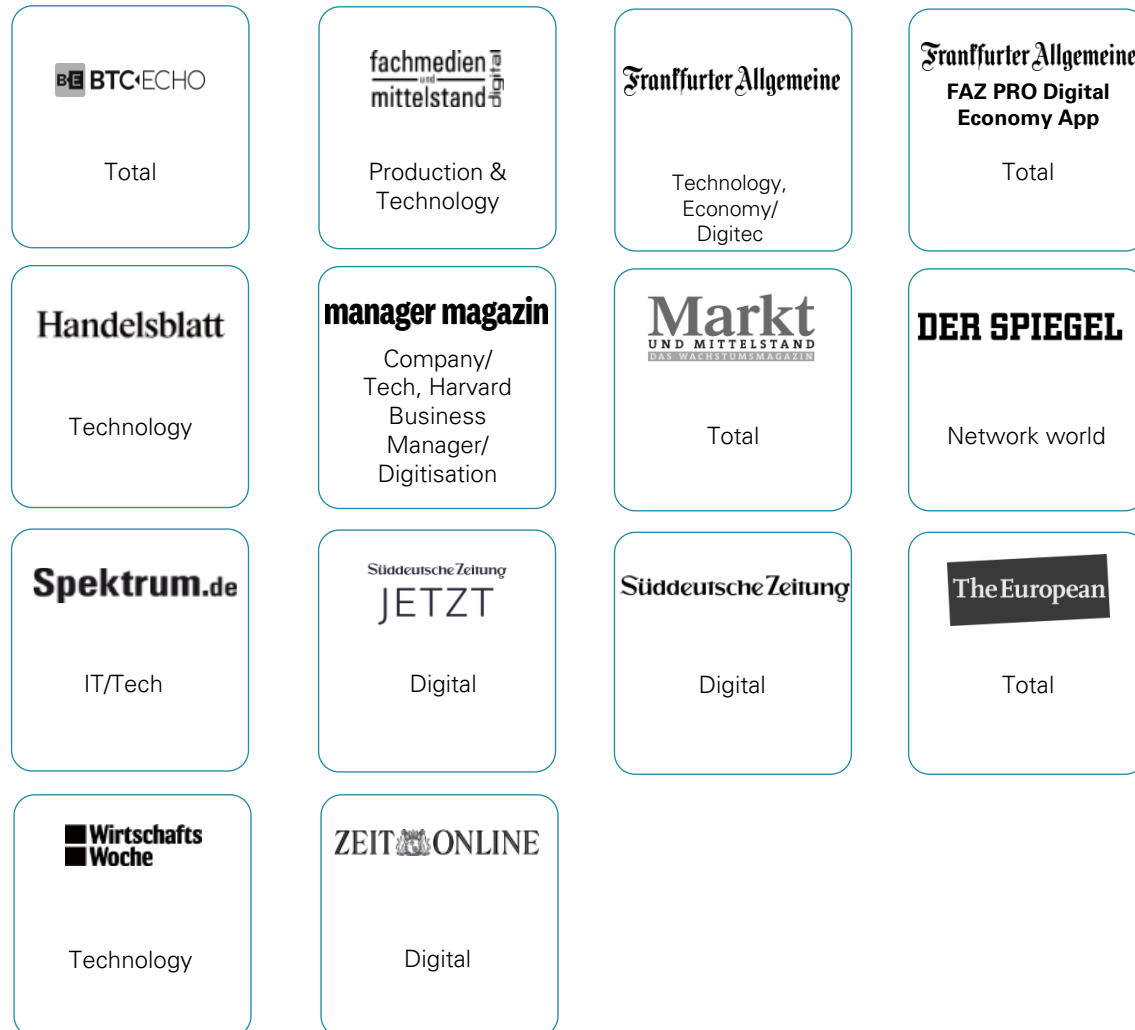 BE BTC ECHO
Total
fachmedien
und
mittelstand
digital
Production &
Technology
Frankfurter Allgemeine
Technology,
Economy/
Digitec
Frankfurter Allgemeine
FAZ PRO Digital
Economy App
Total
Handelsblatt
Technology
manager magazin
Company/
Tech, Harvard
Business
Manager/
Digitisation
Markt
UND MITTELSTAND
DAS WACHSTUMSMAGAZIN
Total
DER SPIEGEL
Network world
Spektrum.de
IT/Tech
Süddeutsche Zeitung
JETZT
Digital
Süddeutsche Zeitung
Digital
The European
Total
Wirtschafts
Woche
Technology
ZEIT ONLINE
Digital